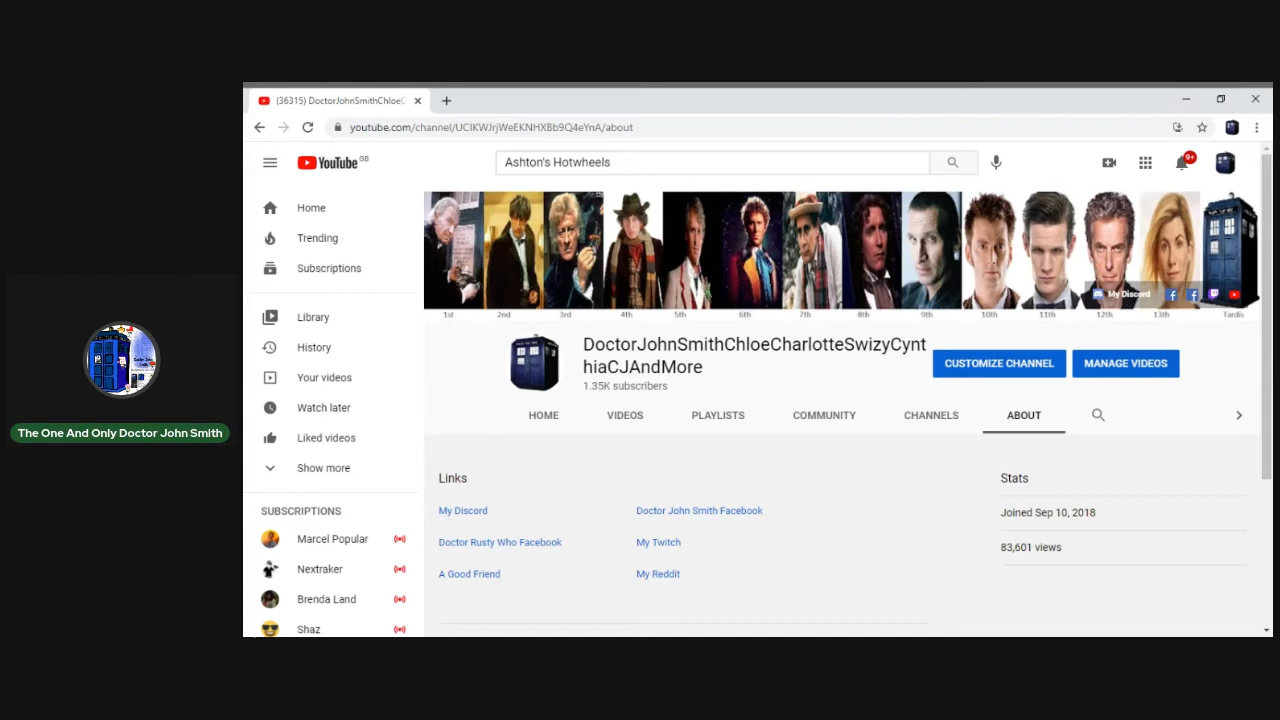 (36315) DoctorJohnSmithChloeC
youtube.com/channel/UCIKWJrjWeEKNHXBb9Q4eYnA/about
YouTube GB
Ashton's Hotwheels
9+
Home
Trending
Subscriptions
Library
History
Your videos
Watch later
Liked videos
Show more
SUBSCRIPTIONS
Marcel Popular
Nextraker
Brenda Land
Shaz
My Discord
1st 2nd 3rd 4th 5th 6th 7th 8th 9th 10th 11th 12th 13th Tardis
DoctorJohnSmithChloeCharlotteSwizyCynt
hiaCJAndMore
1.35K subscribers
CUSTOMIZE CHANNEL MANAGE VIDEOS
HOME VIDEOS PLAYLISTS COMMUNITY CHANNELS ABOUT
Links
My Discord Doctor John Smith Facebook
Doctor Rusty Who Facebook My Twitch
A Good Friend My Reddit
Stats
Joined Sep 10, 2018
83,601 views
The One And Only Doctor John Smith